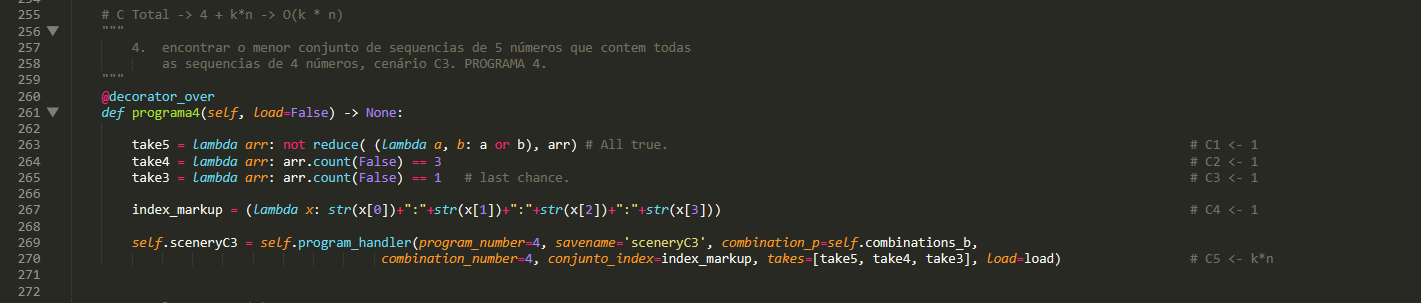 255 # C Total -> 4 + k*n -> O(k * n)
256 """
257 4. encontrar o menor conjunto de sequencias de 5 números que contem todas
258 as sequencias de 4 números, cenário C3. PROGRAMA 4.
259 """
260 @decorator_over
261 def programa4(self, load=False) -> None:
262
263 take5 = lambda arr: not reduce( (lambda a, b: a or b), arr) # All true. # C1 <- 1
264 take4 = lambda arr: arr.count(False) == 3 # C2 <- 1
265 take3 = lambda arr: arr.count(False) == 1 # last chance. # C3 <- 1
266
267 index_markup = (lambda x: str(x[0])+":"+str(x[1])+":"+str(x[2])+":"+str(x[3])) # C4 <- 1
268
269 self.sceneryC3 = self.program_handler(program_number=4, savename='sceneryC3', combination_p=self.combinations_b,
270 combination_number=4, conjunto_index=index_markup, takes=[take5, take4, take3], load=load) # C5 <- k*n
271
272